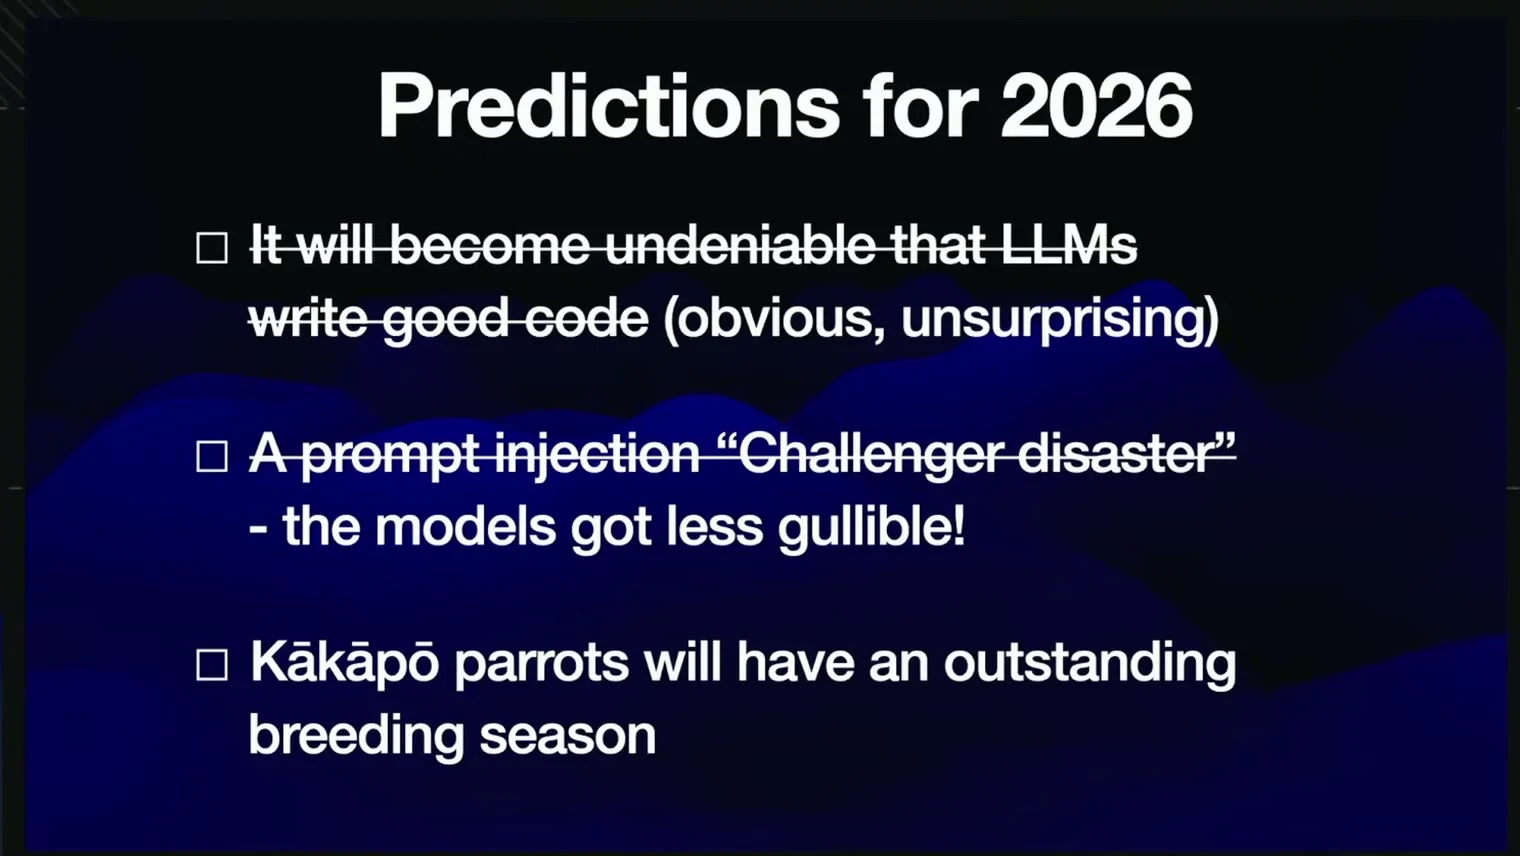 Predictions for 2026
☐ It will become undeniable that LLMs
write good code (obvious, unsurprising)
☐ A prompt injection “Challenger disaster”
- the models got less gullible!
☐ Kākāpō parrots will have an outstanding
breeding season